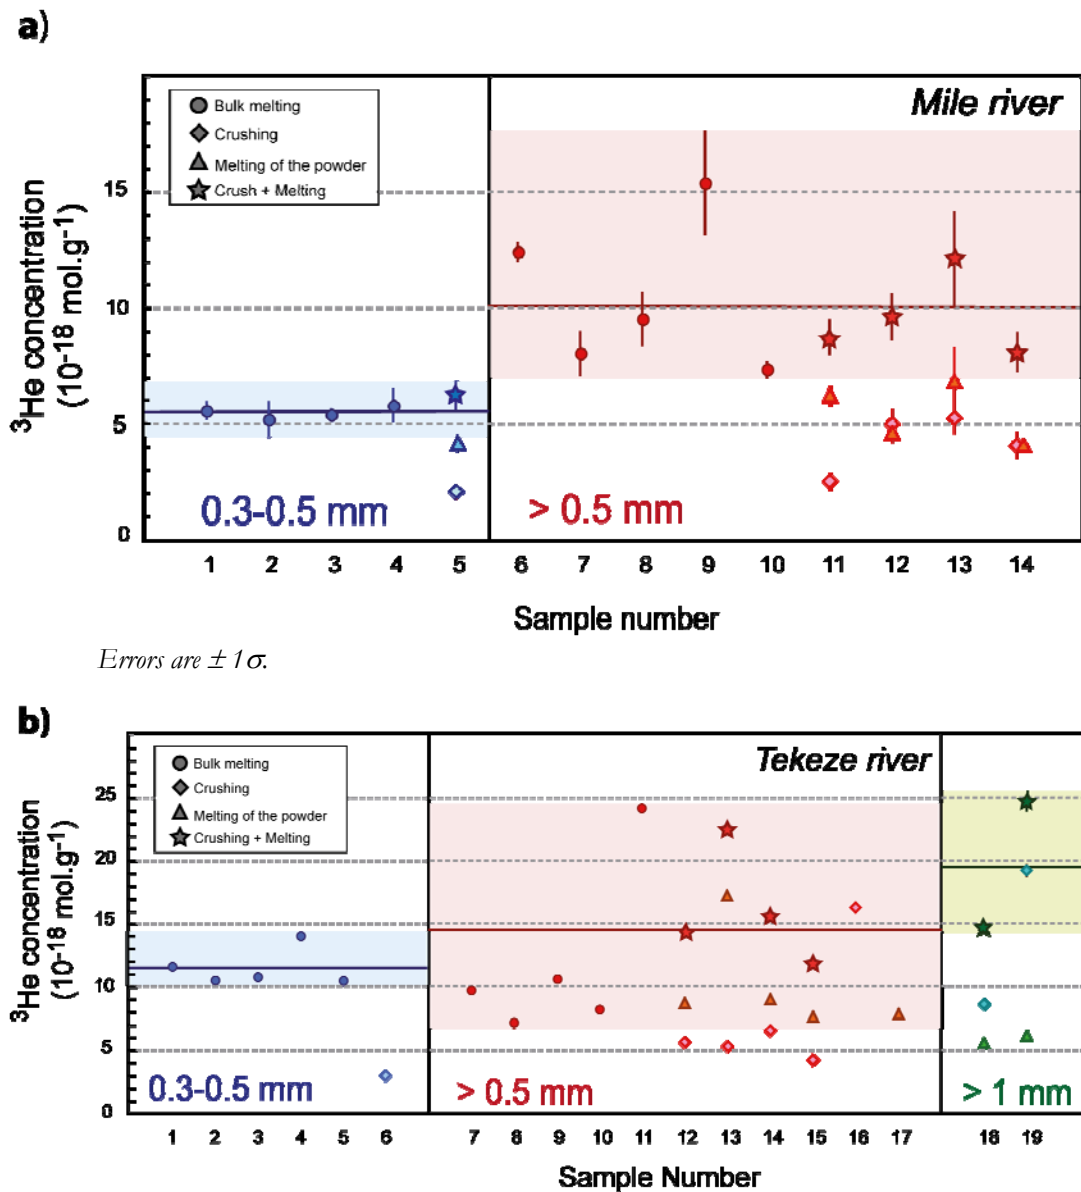 a)
Mile river
Bulk melting
Crushing
Melting of the powder
Crush + Melting
³He concentration
(10⁻¹⁸ mol.g⁻¹)
15
10
5
0
0.3-0.5 mm
> 0.5 mm
1 2 3 4 5 6 7 8 9 10 11 12 13 14
Sample number
Errors are ± 1σ.
b)
Tekeze river
Bulk melting
Crushing
Melting of the powder
Crushing + Melting
³He concentration
(10⁻¹⁸ mol.g⁻¹)
25
20
15
10
5
0
0.3-0.5 mm
> 0.5 mm
> 1 mm
1 2 3 4 5 6 7 8 9 10 11 12 13 14 15 16 17 18 19
Sample Number